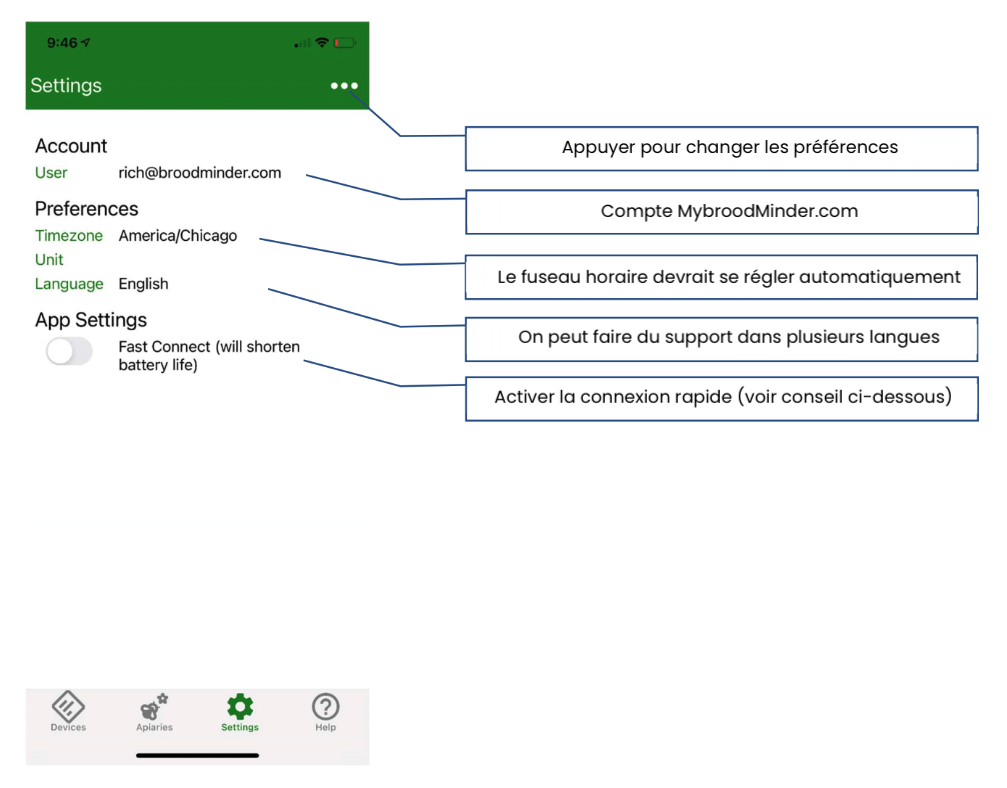 9:46
Settings
Account
User rich@broodminder.com
Preferences
Timezone America/Chicago
Unit
Language English
App Settings
Fast Connect (will shorten
battery life)
Appuyer pour changer les préférences
Compte MybroodMinder.com
Le fuseau horaire devrait se régler automatiquement
On peut faire du support dans plusieurs langues
Activer la connexion rapide (voir conseil ci-dessous)
Devices Apiaries Settings Help